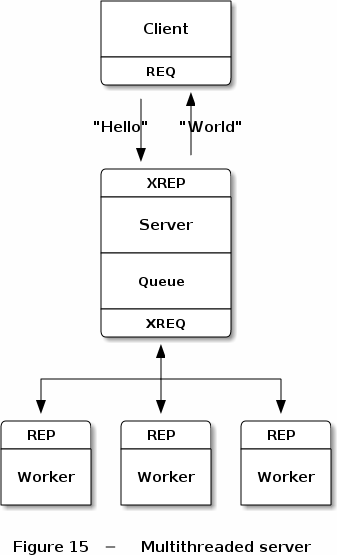 Client
REQ
"Hello" "World"
XREP
Server
Queue
XREQ
REP REP REP
Worker Worker Worker
Figure 15 − Multithreaded server